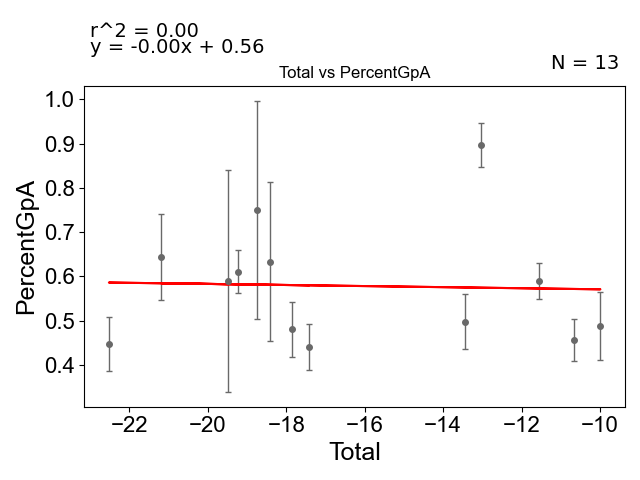 r^2 = 0.00
y = -0.00x + 0.56
N = 13
Total vs PercentGpA
1.0
0.9
0.8
0.7
0.6
0.5
0.4
PercentGpA
−22
−20
−18
−16
−14
−12
−10
Total